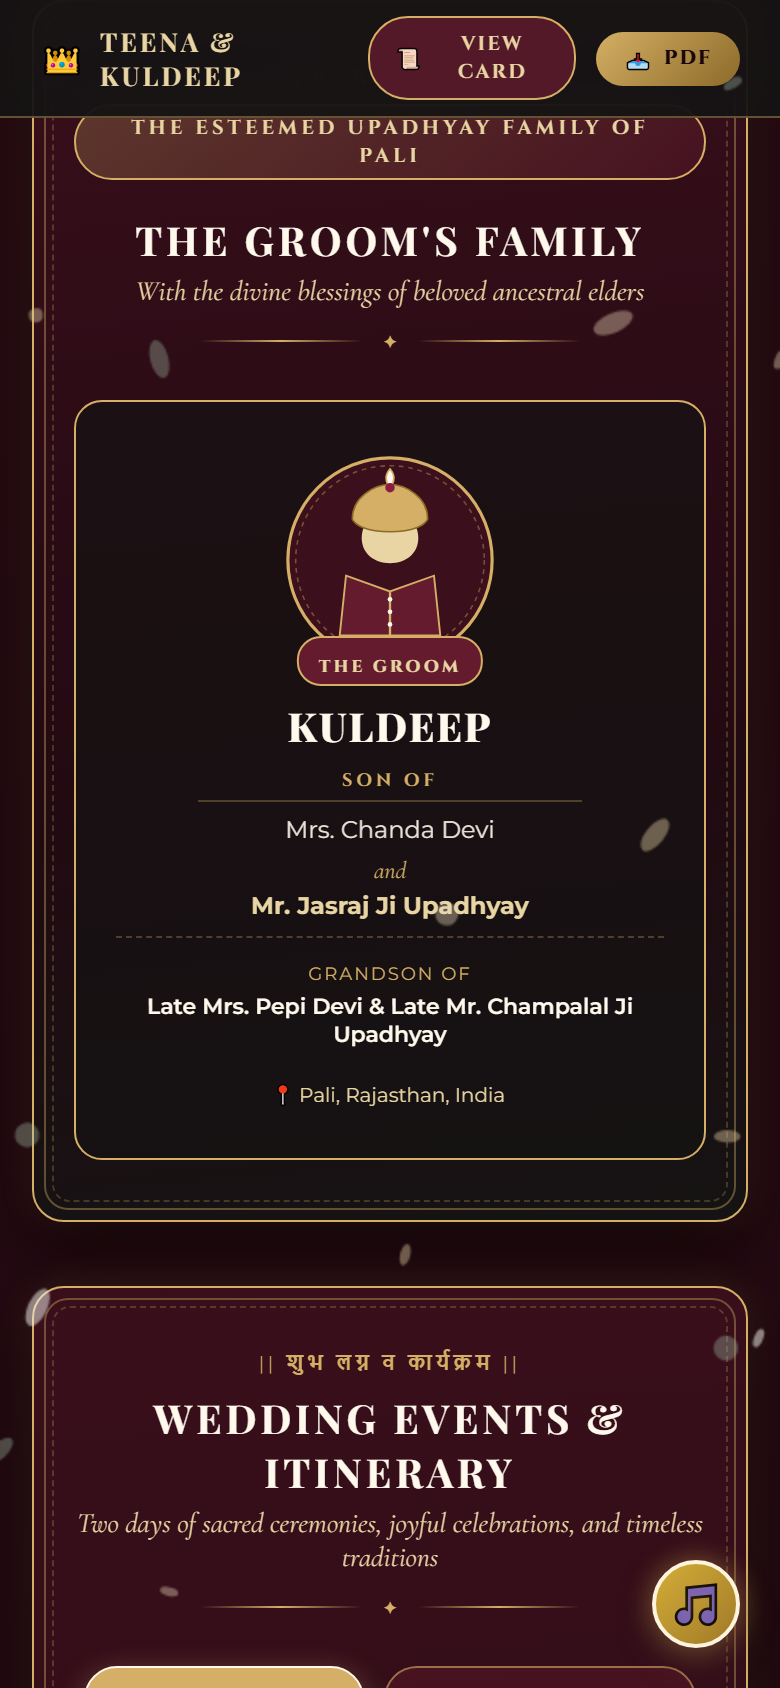 TEENA &
KULDEEP
VIEW
CARD
PDF
THE ESTEEMED UPADHYAY FAMILY OF
PALI
THE GROOM'S FAMILY
With the divine blessings of beloved ancestral elders
THE GROOM
KULDEEP
SON OF
Mrs. Chanda Devi
and
Mr. Jasraj Ji Upadhyay
GRANDSON OF
Late Mrs. Pepi Devi & Late Mr. Champalal Ji
Upadhyay
Pali, Rajasthan, India
|| शुभ लग्न व कार्यक्रम ||
WEDDING EVENTS &
ITINERARY
Two days of sacred ceremonies, joyful celebrations, and timeless
traditions